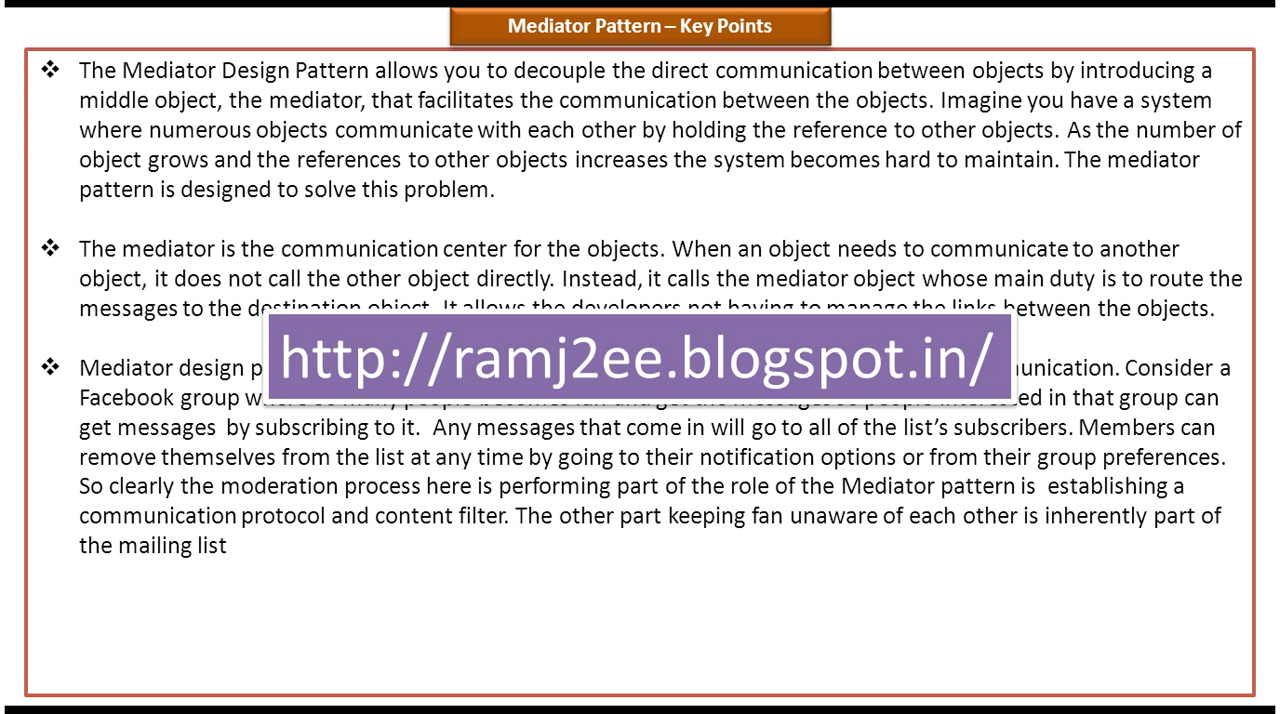 Mediator Pattern – Key Points
❖ The Mediator Design Pattern allows you to decouple the direct communication between objects by introducing a
middle object, the mediator, that facilitates the communication between the objects. Imagine you have a system
where numerous objects communicate with each other by holding the reference to other objects. As the number of
object grows and the references to other objects increases the system becomes hard to maintain. The mediator
pattern is designed to solve this problem.
❖ The mediator is the communication center for the objects. When an object needs to communicate to another
object, it does not call the other object directly. Instead, it calls the mediator object whose main duty is to route the
messages to the destination object. It allows the developers not having to manage the links between the objects.
http://ramj2ee.blogspot.in/
❖ Mediator design Consider a
Facebook group in that group can
get messages by subscribing to it. Any messages that come in will go to all of the list's subscribers. Members can
remove themselves from the list at any time by going to their notification options or from their group preferences.
So clearly the moderation process here is performing part of the role of the Mediator pattern is establishing a
communication protocol and content filter. The other part keeping fan unaware of each other is inherently part of
the mailing list